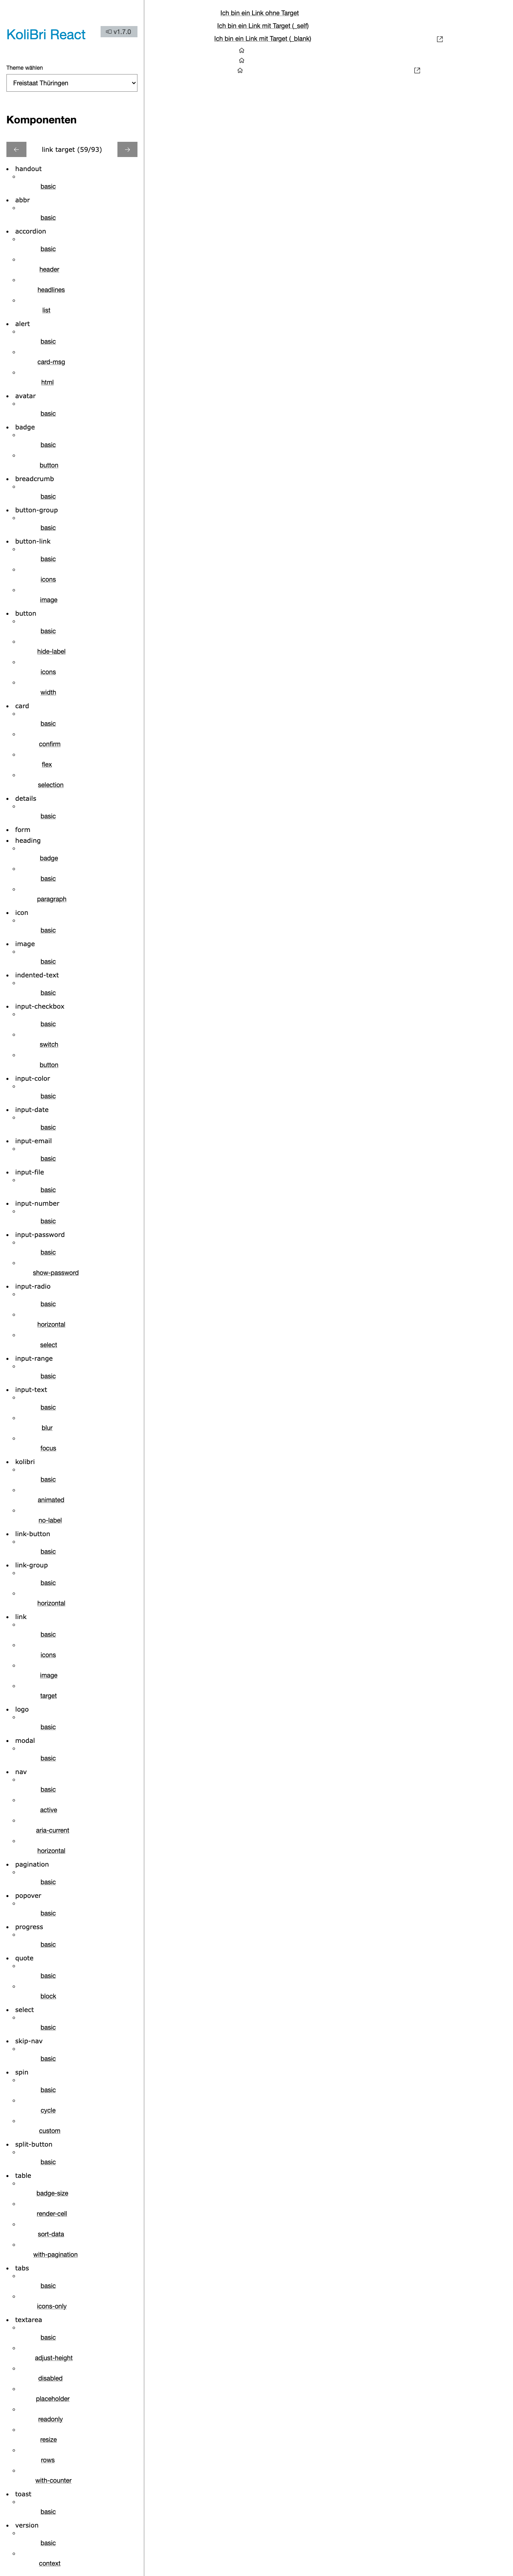 KoliBri React
v1.7.0
Theme wählen
Freistaat Thüringen
Komponenten
link target (59/93)
handout
basic
abbr
basic
accordion
basic
header
headlines
list
alert
basic
card-msg
html
avatar
basic
badge
basic
button
breadcrumb
basic
button-group
basic
button-link
basic
icons
image
button
basic
hide-label
icons
width
card
basic
confirm
flex
selection
details
basic
form
heading
badge
basic
paragraph
icon
basic
image
basic
indented-text
basic
input-checkbox
basic
switch
button
input-color
basic
input-date
basic
input-email
basic
input-file
basic
input-number
basic
input-password
basic
show-password
input-radio
basic
horizontal
select
input-range
basic
input-text
basic
blur
focus
kolibri
basic
animated
no-label
link-button
basic
link-group
basic
horizontal
link
basic
icons
image
target
logo
basic
modal
basic
nav
basic
active
aria-current
horizontal
pagination
basic
popover
basic
progress
basic
quote
basic
block
select
basic
skip-nav
basic
spin
basic
cycle
custom
split-button
basic
table
badge-size
render-cell
sort-data
with-pagination
tabs
basic
icons-only
textarea
basic
adjust-height
disabled
placeholder
readonly
resize
rows
with-counter
toast
basic
version
basic
context
Ich bin ein Link ohne Target
Ich bin ein Link mit Target (_self)
Ich bin ein Link mit Target (_blank)